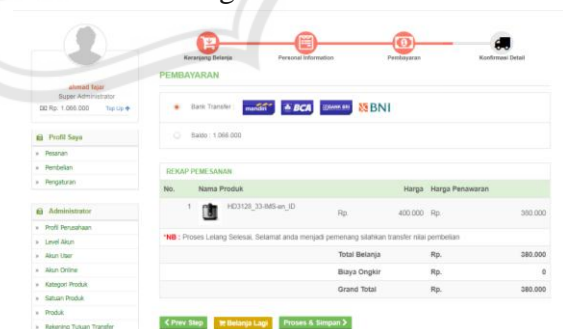 Keranjang Belanja
Personal Information
Pembayaran
Konfirmasi Detail
PEMBAYARAN
ahmad fajar
Super Administrator
Rp. 1.066.000
Top Up
Bank Transfer :
mandiri
BCA
BANK BRI
BNI
Saldo : 1.066.000
Profil Saya
Pesanan
Pembelian
Pengaturan
REKAP PEMESANAN
No. Nama Produk Harga Harga Penawaran
1 HD3128_33-IMS-en_ID Rp. 400.000 Rp. 380.000
*NB : Proses Lelang Selesai, Selamat anda menjadi pemenang silahkan transfer nilai pembelian
Total Belanja Rp. 380.000
Biaya Ongkir Rp. 0
Grand Total Rp. 380.000
Administrator
Profil Perusahaan
Level Akun
Akun User
Akun Online
Kategori Produk
Satuan Produk
Produk
Rekening Tujuan Transfer
Prev Step
Belanja Lagi
Proses & Simpan